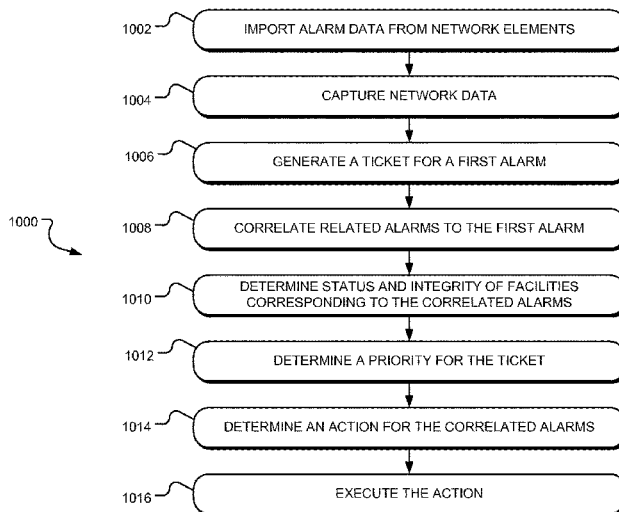 1002
IMPORT ALARM DATA FROM NETWORK ELEMENTS
1004
CAPTURE NETWORK DATA
1006
GENERATE A TICKET FOR A FIRST ALARM
1000
1008
CORRELATE RELATED ALARMS TO THE FIRST ALARM
1010
DETERMINE STATUS AND INTEGRITY OF FACILITIES
CORRESPONDING TO THE CORRELATED ALARMS
1012
DETERMINE A PRIORITY FOR THE TICKET
1014
DETERMINE AN ACTION FOR THE CORRELATED ALARMS
1016
EXECUTE THE ACTION